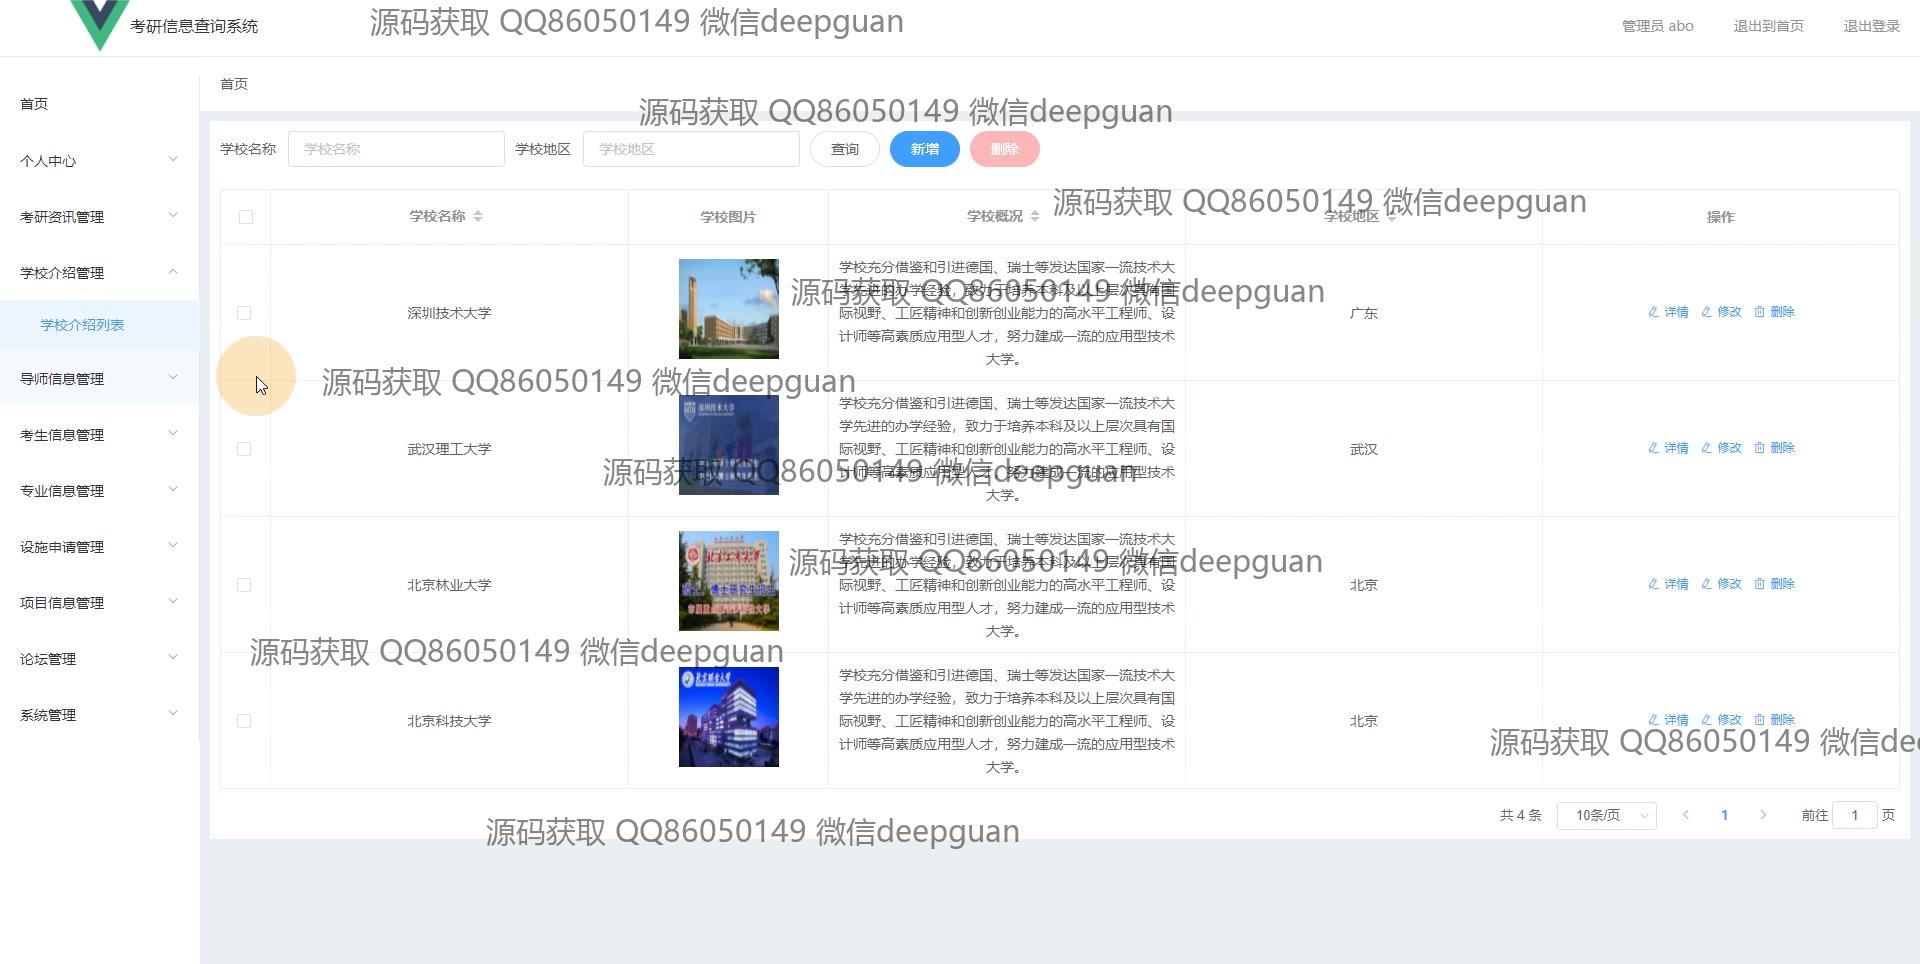 考研信息查询系统
源码获取 QQ86050149 微信deepguan
管理员 abo
退出到首页
退出登录
首页
个人中心
考研资讯管理
学校介绍管理
学校介绍列表
导师信息管理
考生信息管理
专业信息管理
设施申请管理
项目信息管理
论坛管理
系统管理
首页
源码获取 QQ86050149 微信deepguan
学校名称 学校名称 学校地区 学校地区 查询 新增 删除
源码获取 QQ86050149 微信deepguan
学校名称 学校图片 学校概况 学校地区 操作
深圳技术大学
学校充分借鉴和引进德国、瑞士等发达国家一流技术大
学先进的办学经验，致力于培养本科及以上层次具有国
际视野、工匠精神和创新创业能力的高水平工程师、设
计师等高素质应用型人才，努力建成一流的应用型技术
大学。
广东
详情 修改 删除
源码获取 QQ86050149 微信deepguan
源码获取 QQ86050149 微信deepguan
武汉理工大学
深圳技术大学
学校充分借鉴和引进德国、瑞士等发达国家一流技术大
学先进的办学经验，致力于培养本科及以上层次具有国
际视野、工匠精神和创新创业能力的高水平工程师、设
计师等高素质应用型人才，努力建成一流的应用型技术
大学。
武汉
详情 修改 删除
源码获取 QQ86050149 微信deepguan
北京林业大学
学校充分借鉴和引进德国、瑞士等发达国家一流技术大
学先进的办学经验，致力于培养本科及以上层次具有国
际视野、工匠精神和创新创业能力的高水平工程师、设
计师等高素质应用型人才，努力建成一流的应用型技术
大学。
北京
详情 修改 删除
源码获取 QQ86050149 微信deepguan
源码获取 QQ86050149 微信deepguan
北京科技大学
北京联合大学
学校充分借鉴和引进德国、瑞士等发达国家一流技术大
学先进的办学经验，致力于培养本科及以上层次具有国
际视野、工匠精神和创新创业能力的高水平工程师、设
计师等高素质应用型人才，努力建成一流的应用型技术
大学。
北京
详情 修改 删除
源码获取 QQ86050149 微信dee
共 4 条 10条/页 1 前往 1 页
源码获取 QQ86050149 微信deepguan